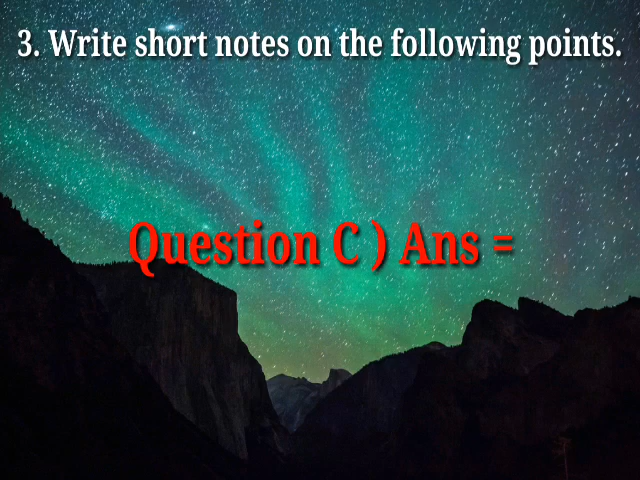 3. Write short notes on the following points.
Question C ) Ans =